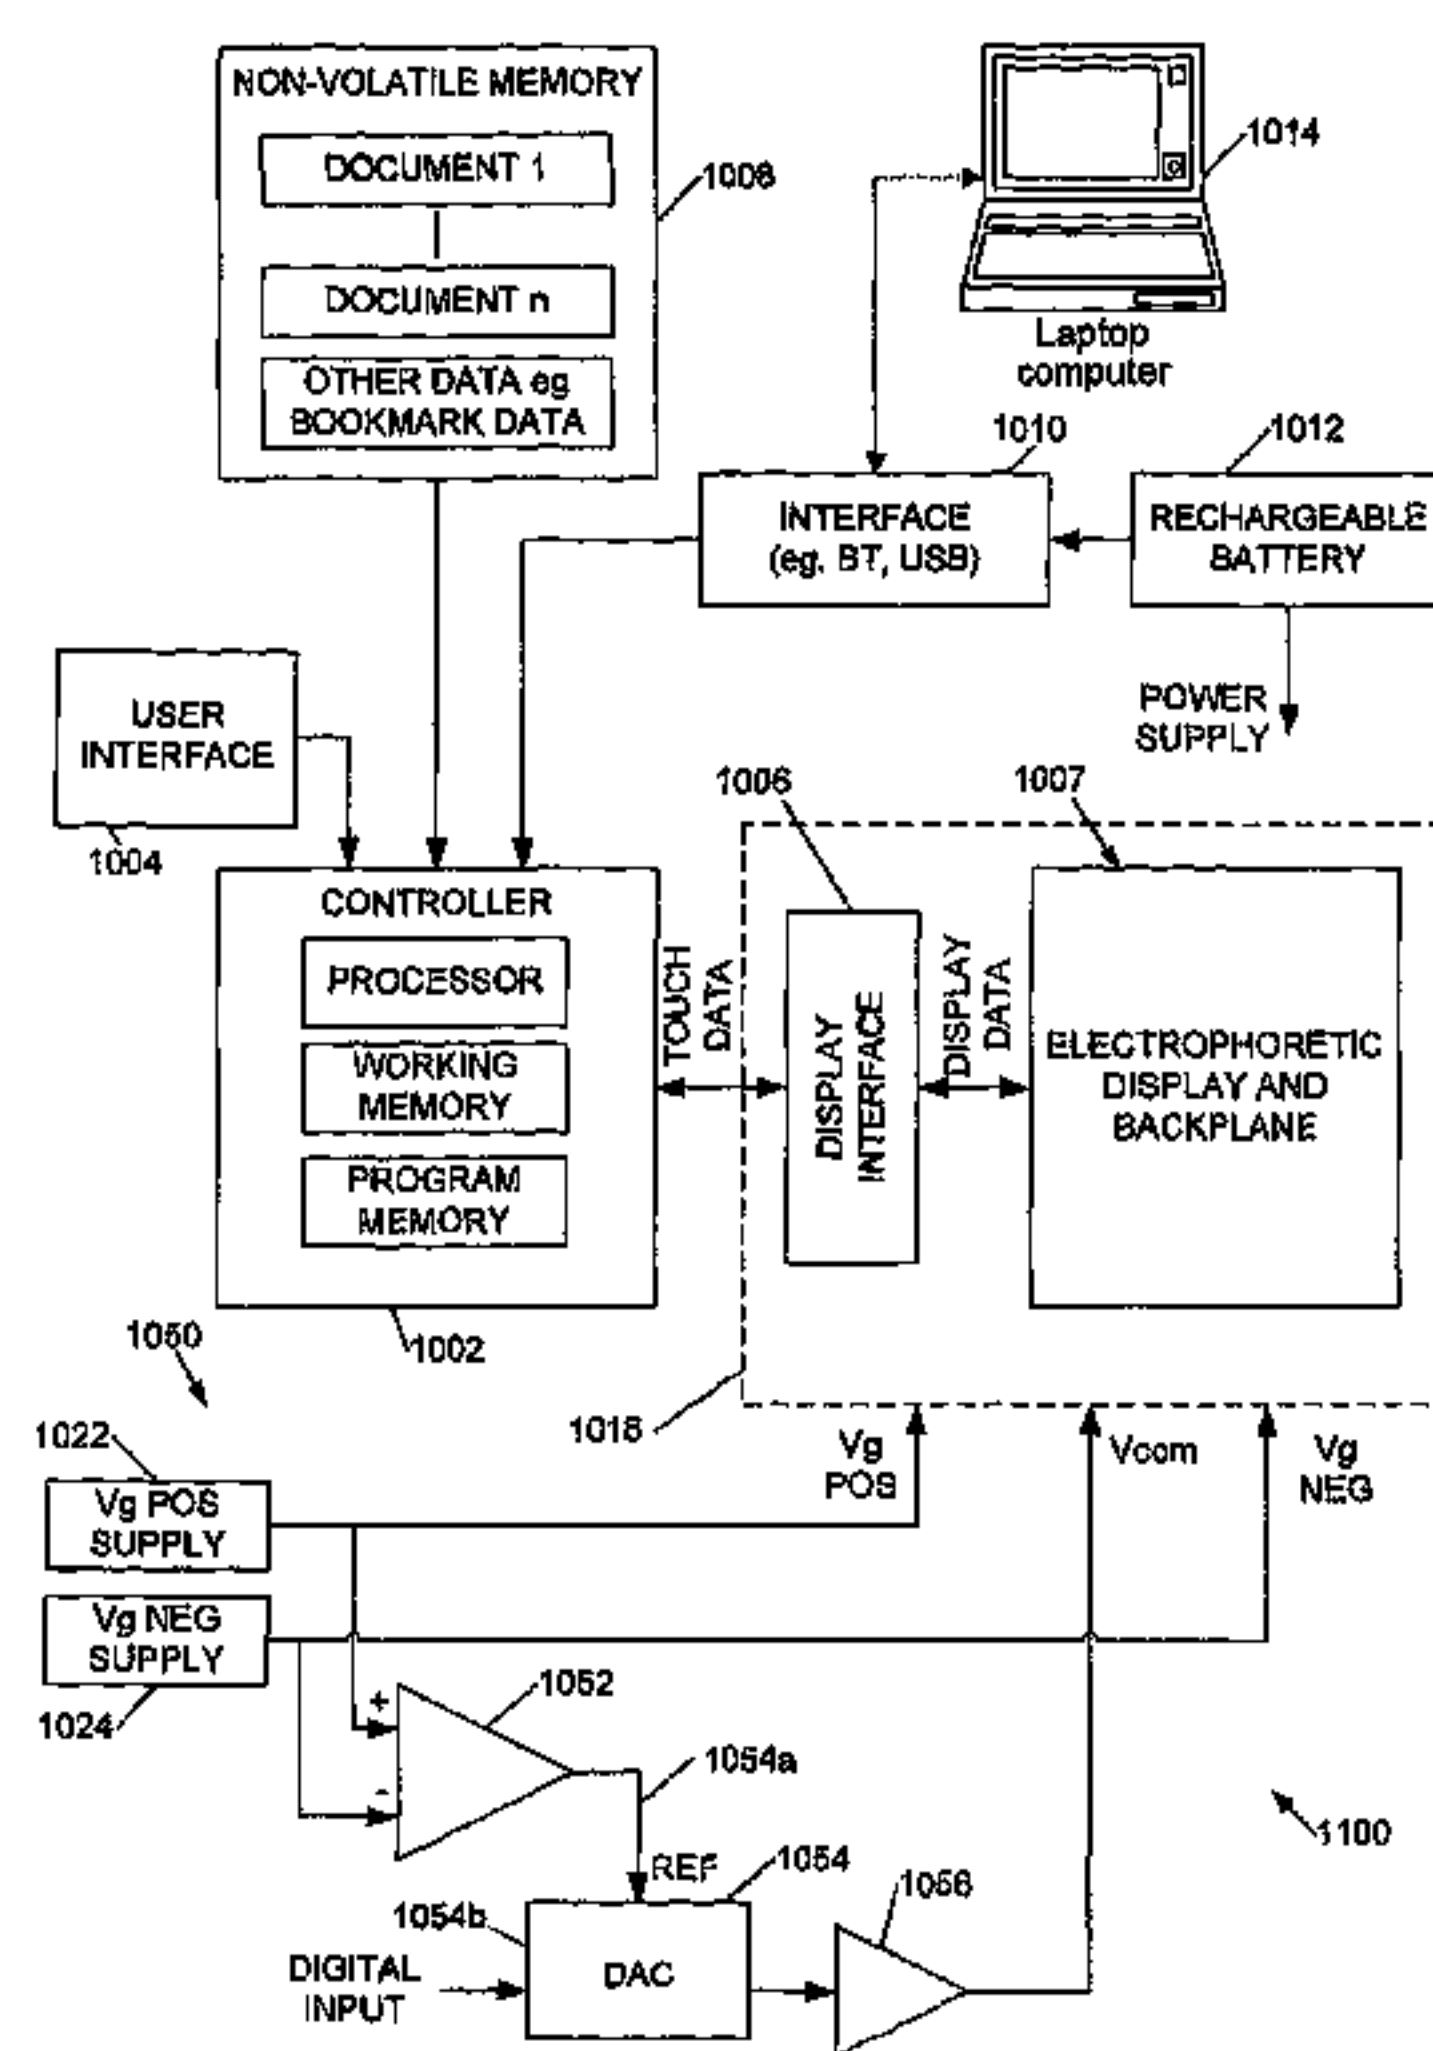 NON-VOLATILE MEMORY
DOCUMENT 1
DOCUMENT n
OTHER DATA eg
BOOKMARK DATA
1008
1014
Laptop
computer
1010
1012
INTERFACE
(eg. BT, USB)
RECHARGEABLE
BATTERY
POWER
SUPPLY
USER
INTERFACE
1004
1006
1007
CONTROLLER
PROCESSOR
WORKING
MEMORY
PROGRAM
MEMORY
TOUCH
DATA
DISPLAY
INTERFACE
DISPLAY
DATA
ELECTROPHORETIC
DISPLAY AND
BACKPLANE
1002
1050
1018
Vg
POS
Vcom
Vg
NEG
1022
Vg POS
SUPPLY
Vg NEG
SUPPLY
1024
+
-
1052
1054a
REF
1054
1054b
1056
1100
DIGITAL
INPUT
DAC